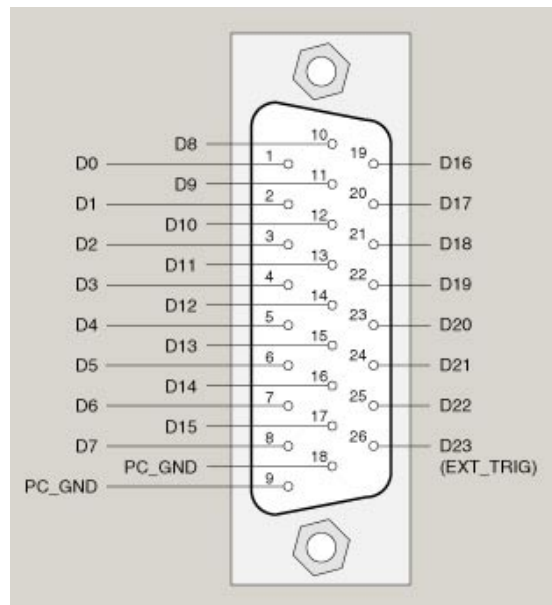 D8 10
D0 1 19 D16
D9 11
D1 2 20 D17
D10 12
D2 3 21 D18
D11 13
D3 4 22 D19
D12 14
D4 5 23 D20
D13 15
D5 6 24 D21
D14 16
D6 7 25 D22
D15 17
D7 8 26 D23
PC_GND 18 (EXT_TRIG)
PC_GND 9